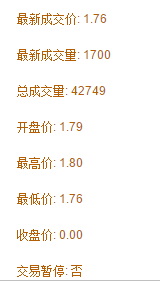 最新成交价: 1.76
最新成交量: 1700
总成交量: 42749
开盘价: 1.79
最高价: 1.80
最低价: 1.76
收盘价: 0.00
交易暂停: 否